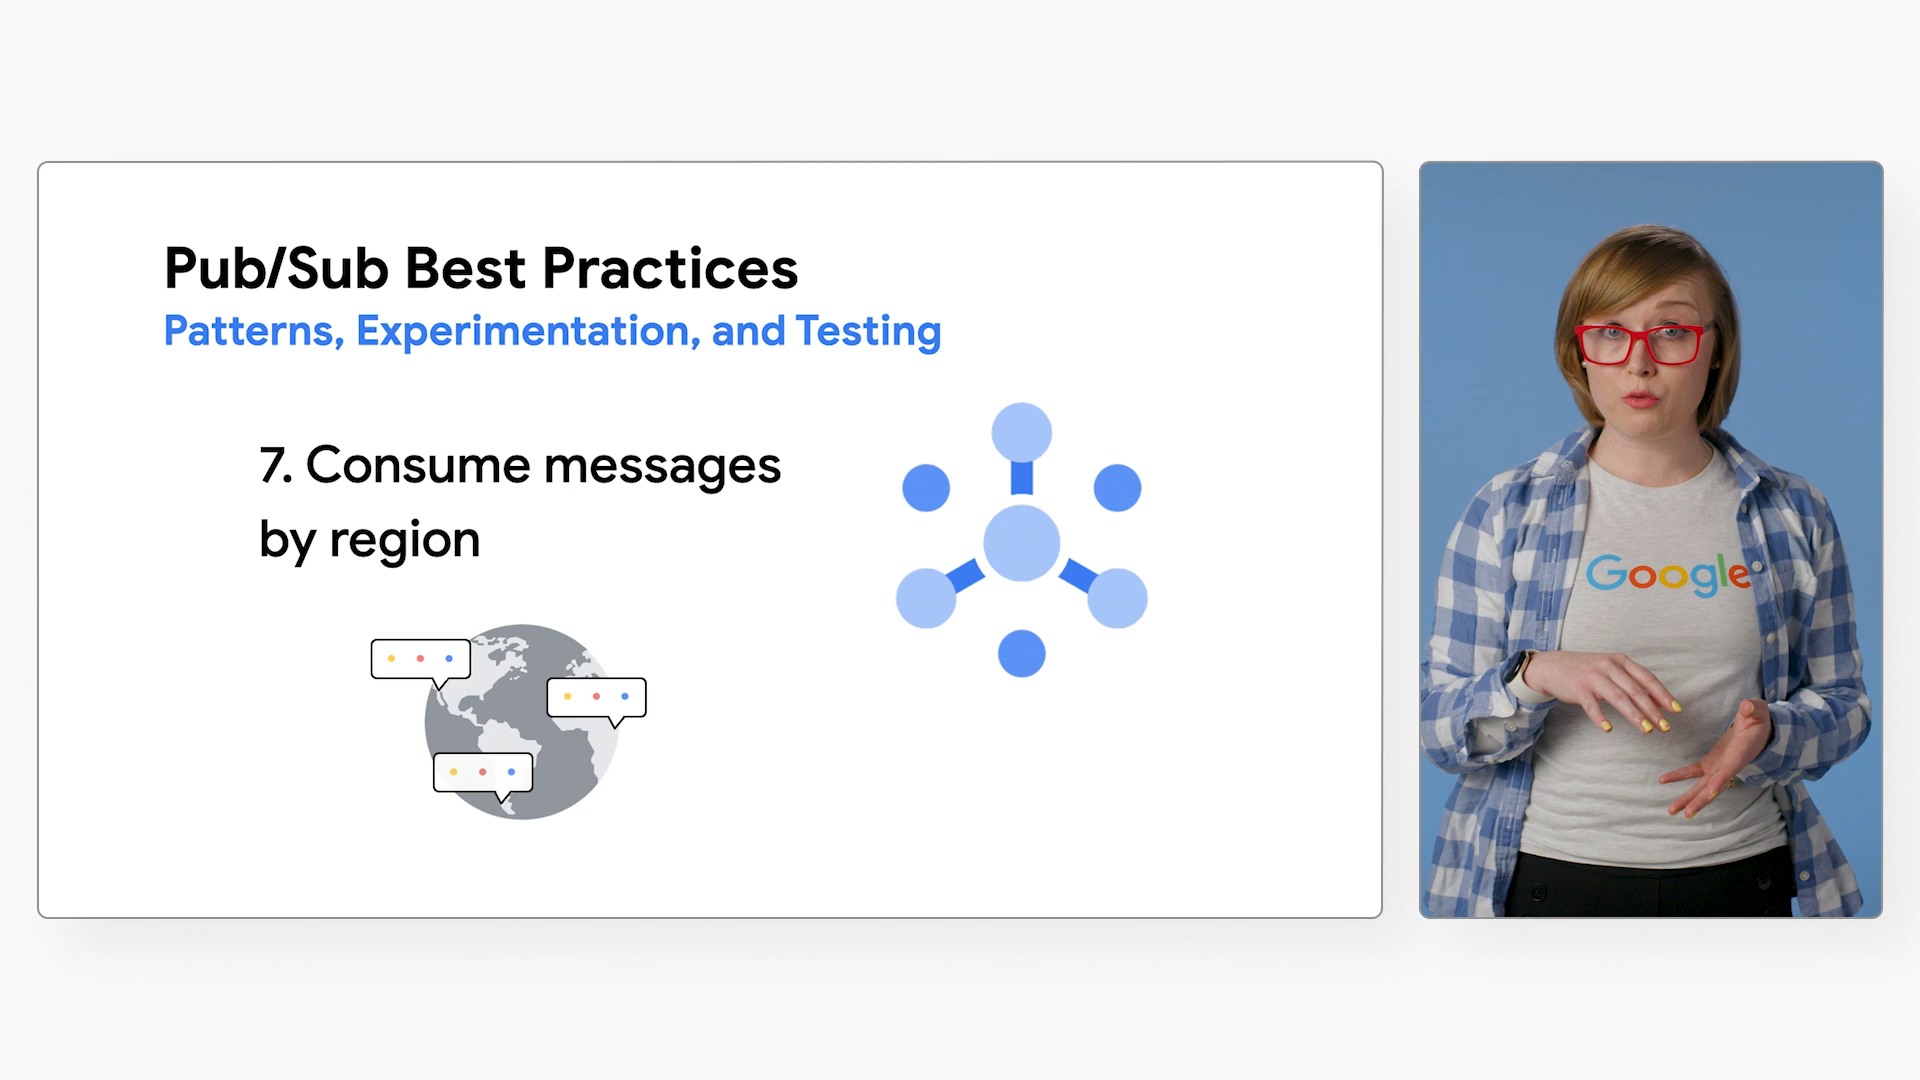 Pub/Sub Best Practices
Patterns, Experimentation, and Testing
7. Consume messages
by region
Google